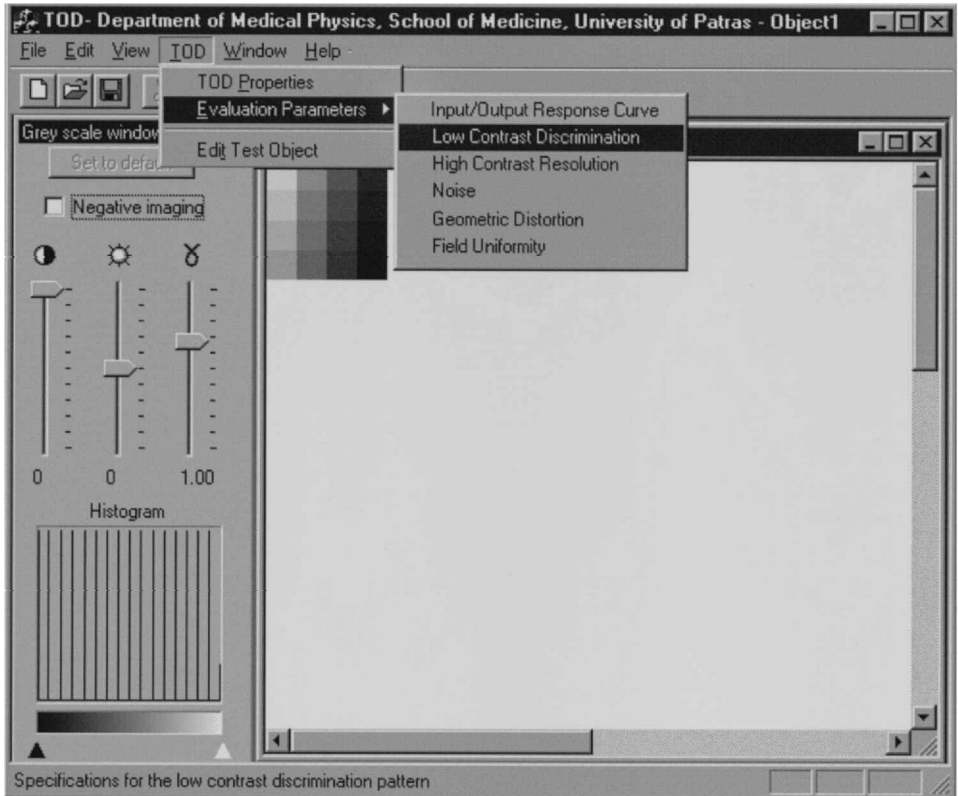 TOD- Department of Medical Physics, School of Medicine, University of Patras - Object1
File Edit View TOD Window Help
TOD Properties
Evaluation Parameters
Edit Test Object
Input/Output Response Curve
Low Contrast Discrimination
High Contrast Resolution
Noise
Geometric Distortion
Field Uniformity
Grey scale window
Set to
Negative imaging
0 0 1.00
Histogram
Specifications for the low contrast discrimination pattern